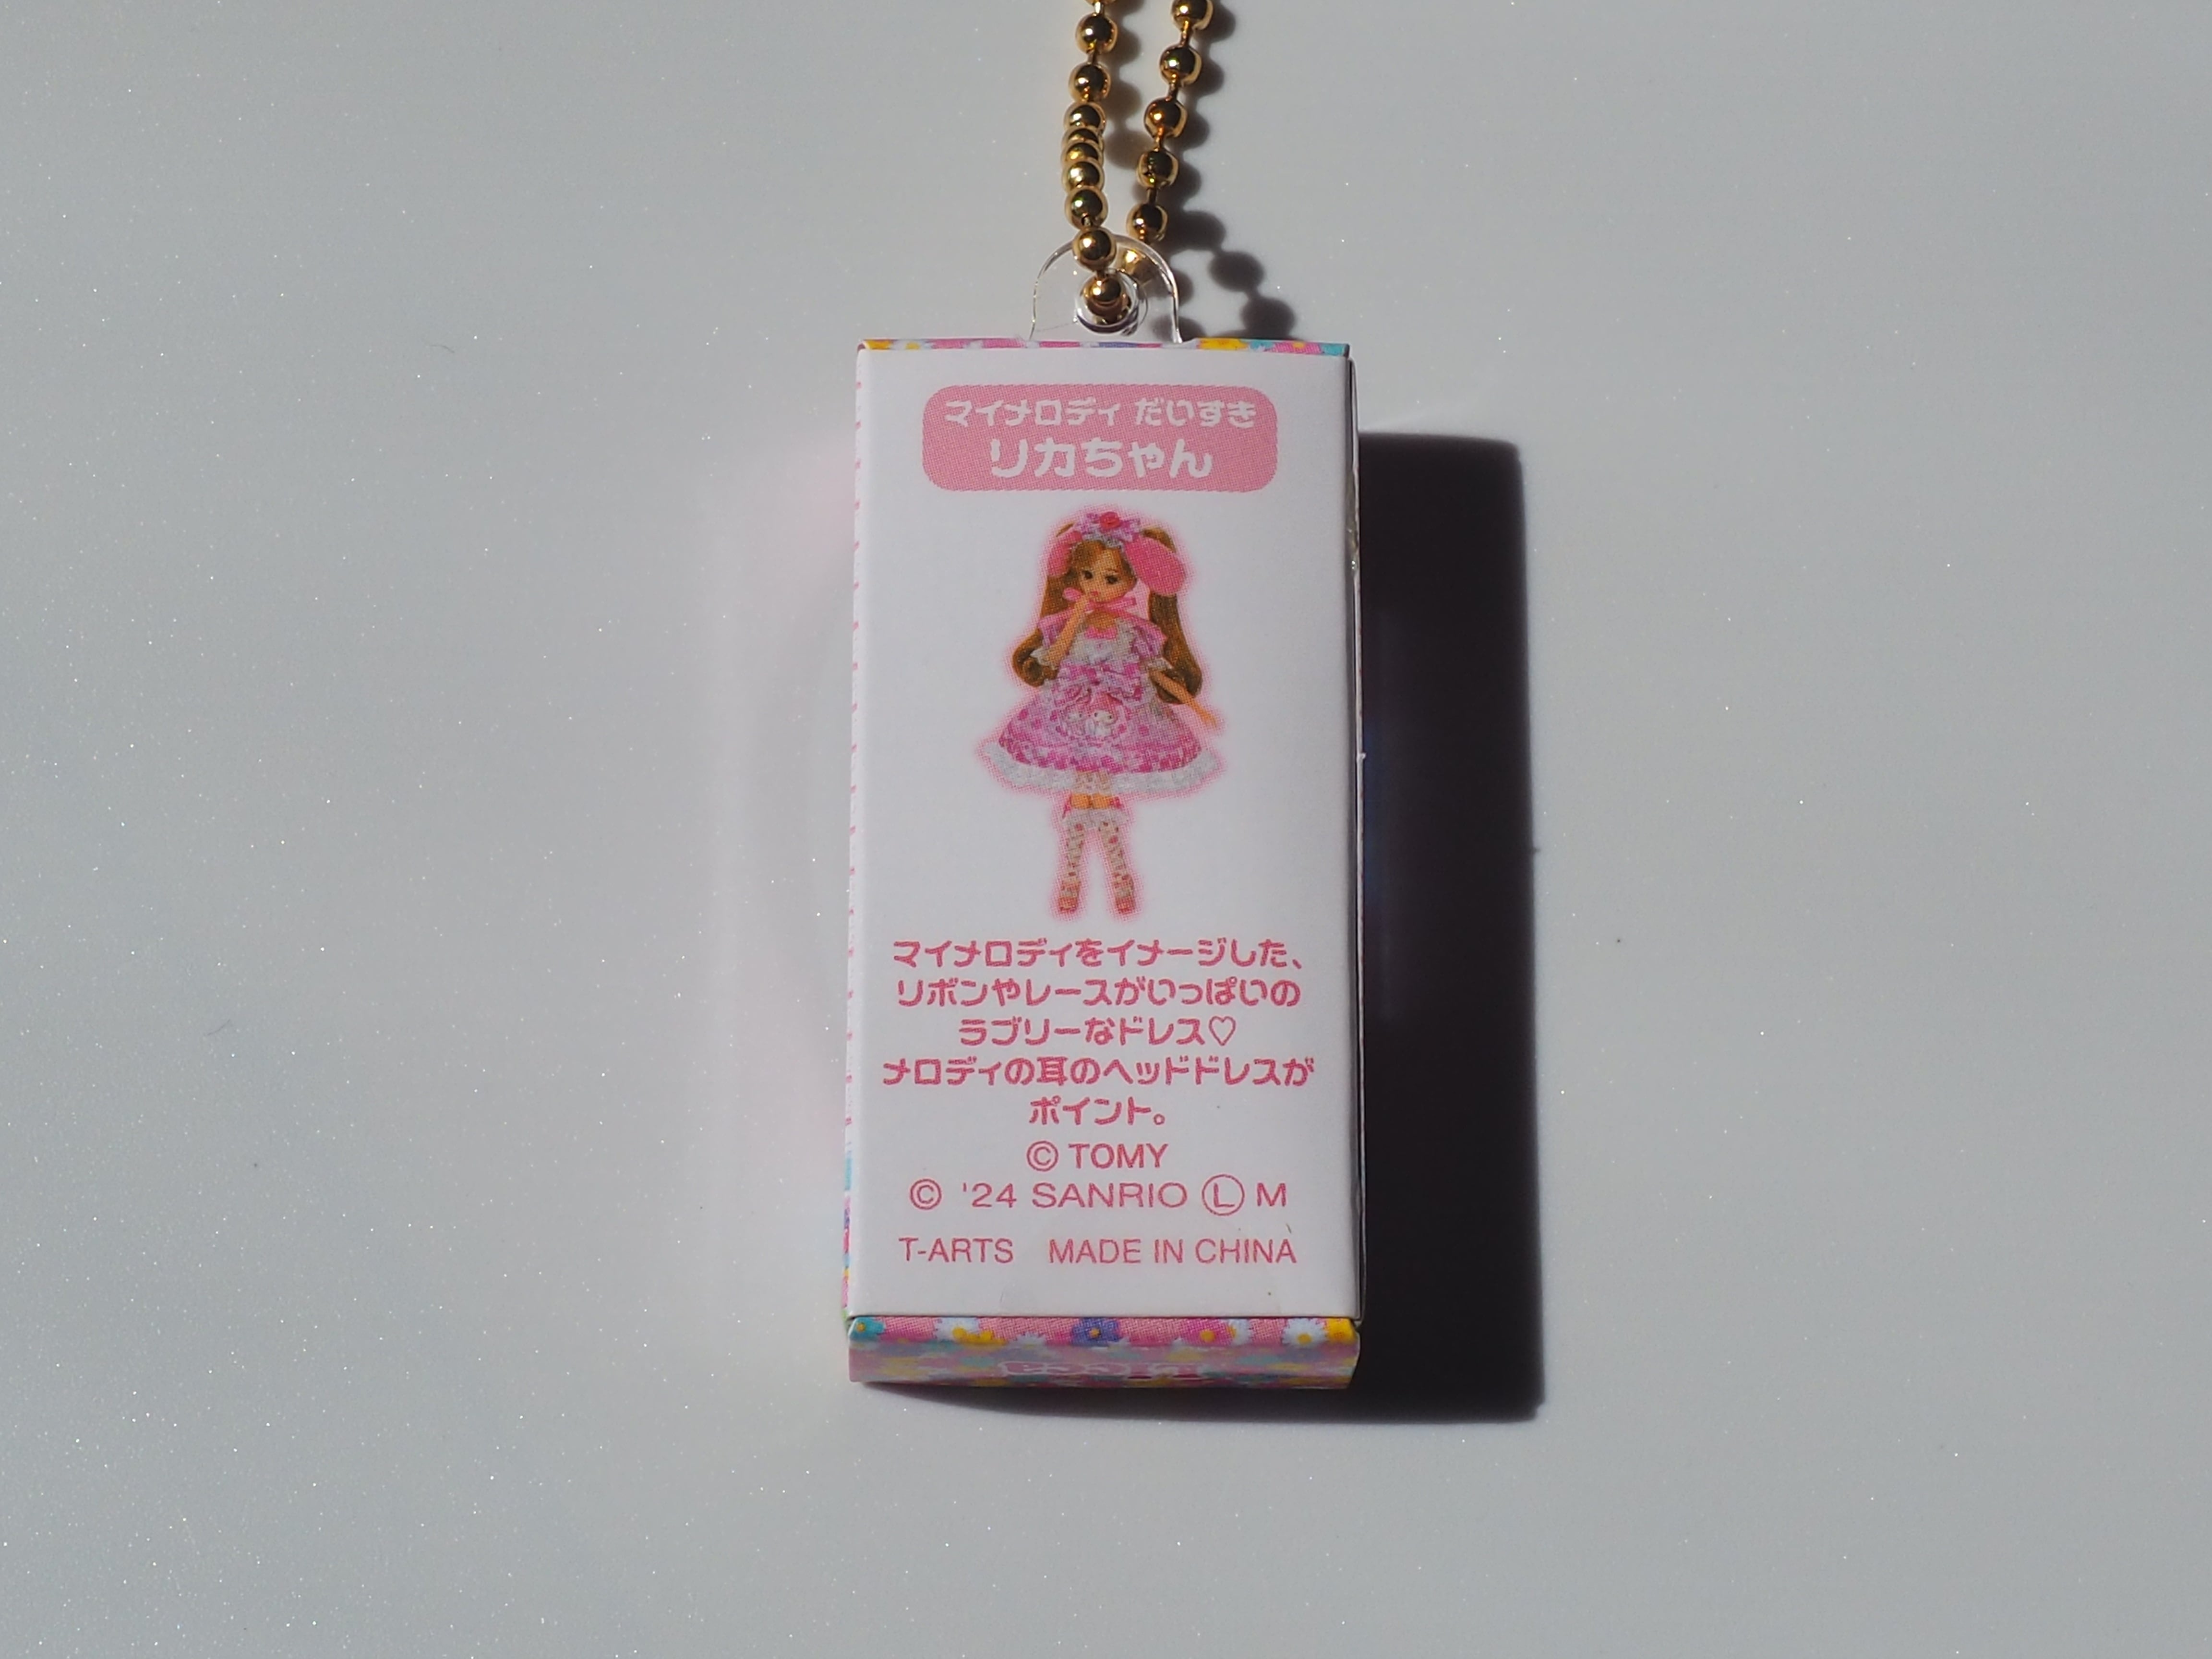 マイメロディ だいすき
リカちゃん
マイメロディをイメージした、
リボンやレースがいっぱいの
ラブリーなドレス♡
メロディの耳のヘッドドレスが
ポイント。
© TOMY
© '24 SANRIO Ⓛ M
T-ARTS MADE IN CHINA